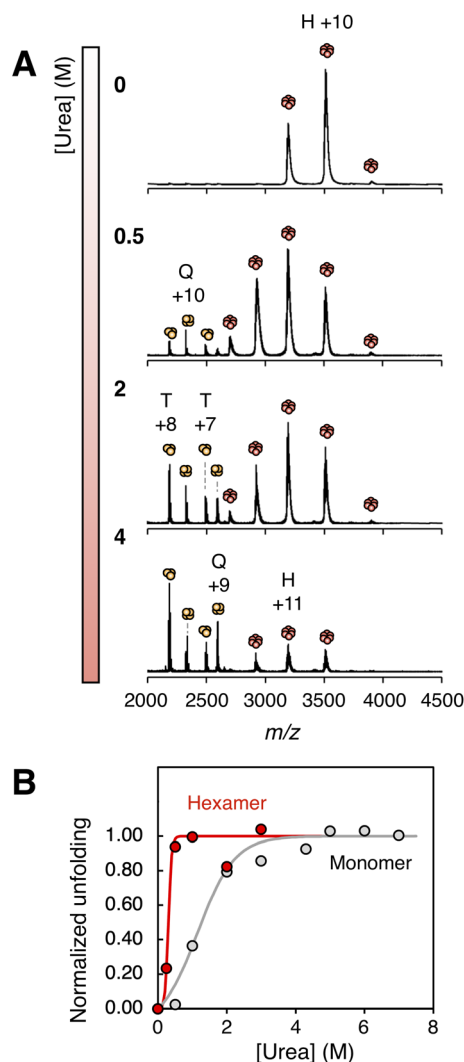 A
[Urea] (M)
H +10
0
0.5
Q
+10
2
T
+8
T
+7
4
Q
+9
H
+11
2000 2500 3000 3500 4000 4500
m/z
B
Hexamer
Monomer
Normalized unfolding
1.00
0.80
0.60
0.40
0.20
0.00
0 2 4 6 8
[Urea] (M)